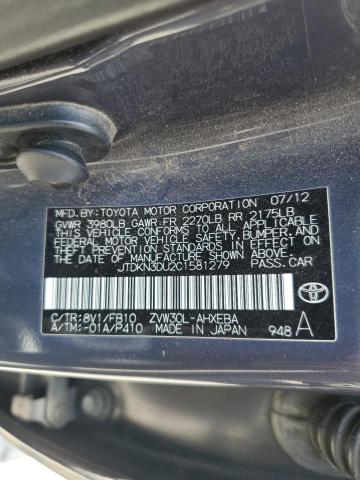 MFD.BY:TOYOTA MOTOR CORPORATION 07/12
GVWR 3980LB GAWR FR 2270LB RR 2175LB
THIS VEHICLE CONFORMS TO ALL APPLICABLE
FEDERAL MOTOR VEHICLE SAFETY, BUMPER, AND
THEFT PREVENTION STANDARDS IN EFFECT ON
THE DATE OF MANUFACTURE SHOWN ABOVE.
JTDKN3DU2C1581279 PASS.CAR
C/TR:8V1/FB10 ZVW30L-AHXEBA
A/TM:-01A/P410 MADE IN JAPAN 948 A